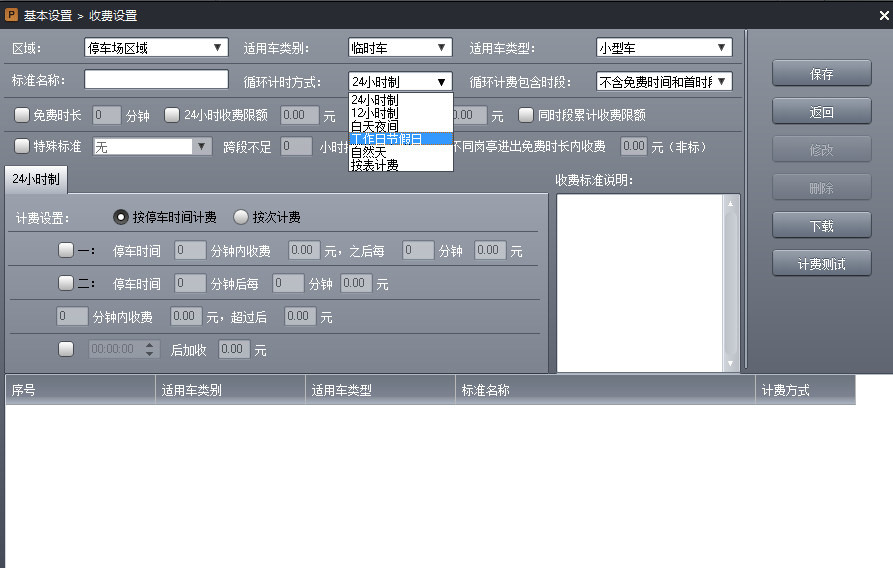 P 基本设置 > 收费设置
区域: 停车场区域 适用车类别: 临时车 适用车类型: 小型车
标准名称: 循环计时方式: 24小时制 循环计费包含时段: 不含免费时间和首时段
24小时制
12小时制
白天夜间
工作日节假日
自然天
按表计费
免费时长 0 分钟 24小时收费限额 0.00 元 0.00 元 同时段累计收费限额
特殊标准 无 跨段不足 0 小时按 不同岗亭进出免费时长内收费 0.00 元（非标）
24小时制
收费标准说明:
计费设置: 按停车时间计费 按次计费
一: 停车时间 0 分钟内收费 0.00 元，之后每 0 分钟 0.00 元
二: 停车时间 0 分钟后每 0 分钟 0.00 元
0 分钟内收费 0.00 元，超过后 0.00 元
00:00:00 后加收 0.00 元
保存
返回
修改
删除
下载
计费测试
序号 适用车类别 适用车类型 标准名称 计费方式